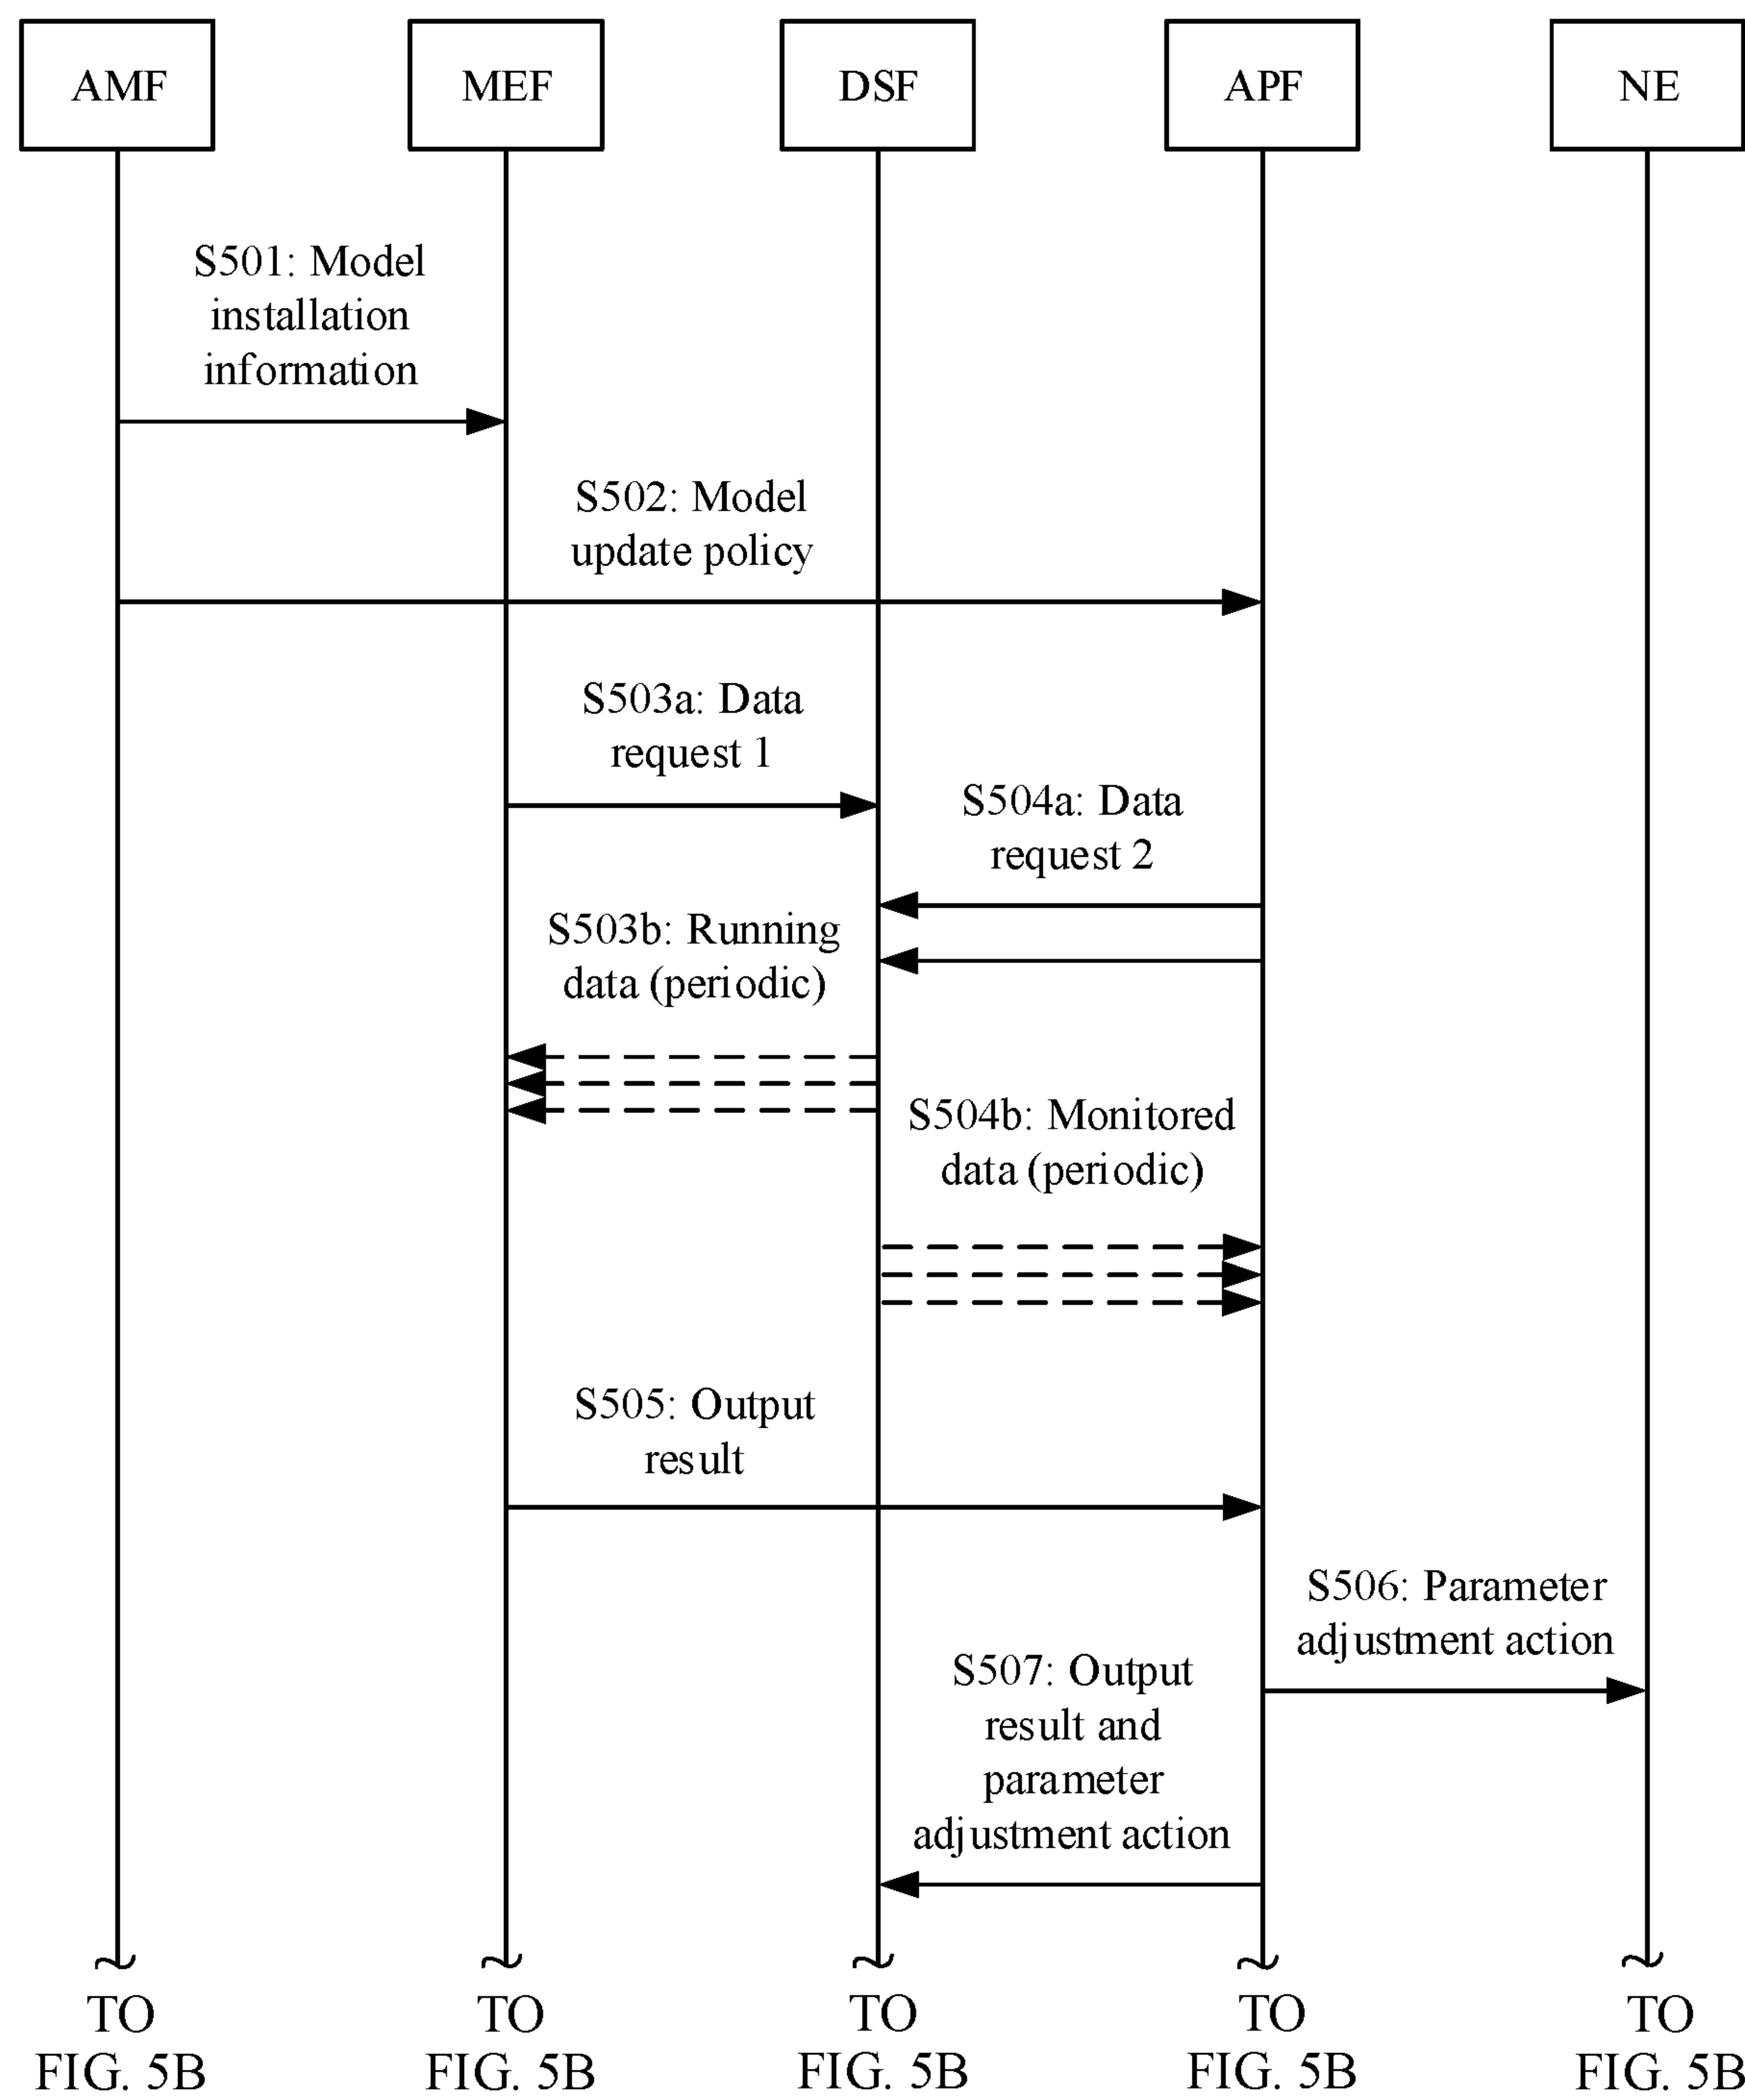 AMF
MEF
DSF
APF
NE
S501: Model
installation
information
S502: Model
update policy
S503a: Data
request 1
S504a: Data
request 2
S503b: Running
data (periodic)
S504b: Monitored
data (periodic)
S505: Output
result
S506: Parameter
adjustment action
S507: Output
result and
parameter
adjustment action
TO
FIG. 5B
TO
FIG. 5B
TO
FIG. 5B
TO
FIG. 5B
TO
FIG. 5B